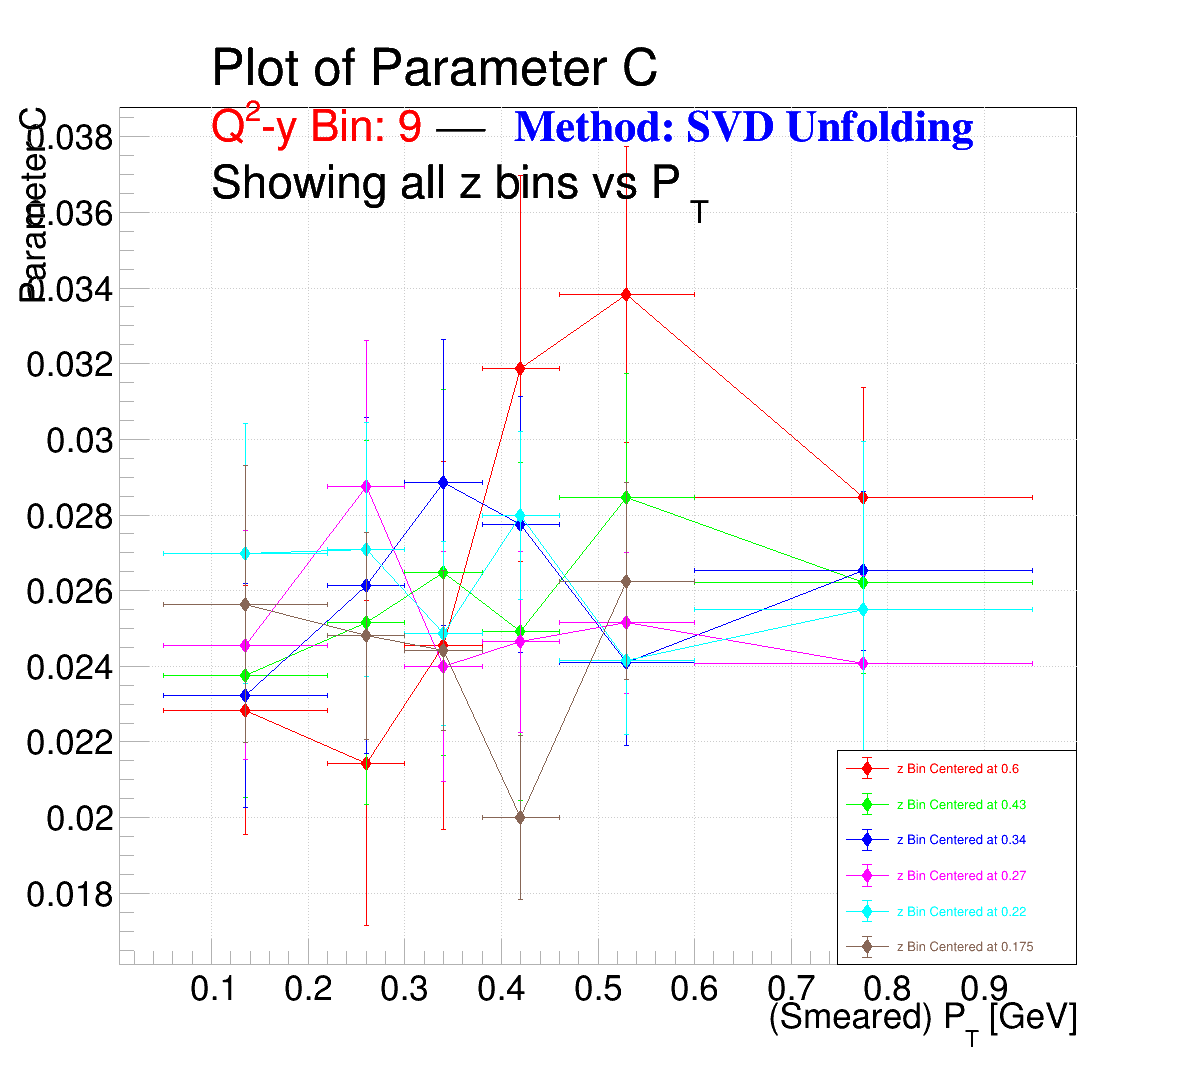 Plot of Parameter C
Q²-y Bin: 9 — Method: SVD Unfolding
Showing all z bins vs P_T
Parameter C
0.038
0.036
0.034
0.032
0.03
0.028
0.026
0.024
0.022
0.02
0.018
z Bin Centered at 0.6
z Bin Centered at 0.43
z Bin Centered at 0.34
z Bin Centered at 0.27
z Bin Centered at 0.22
z Bin Centered at 0.175
0.1 0.2 0.3 0.4 0.5 0.6 0.7 0.8 0.9
(Smeared) P_T [GeV]